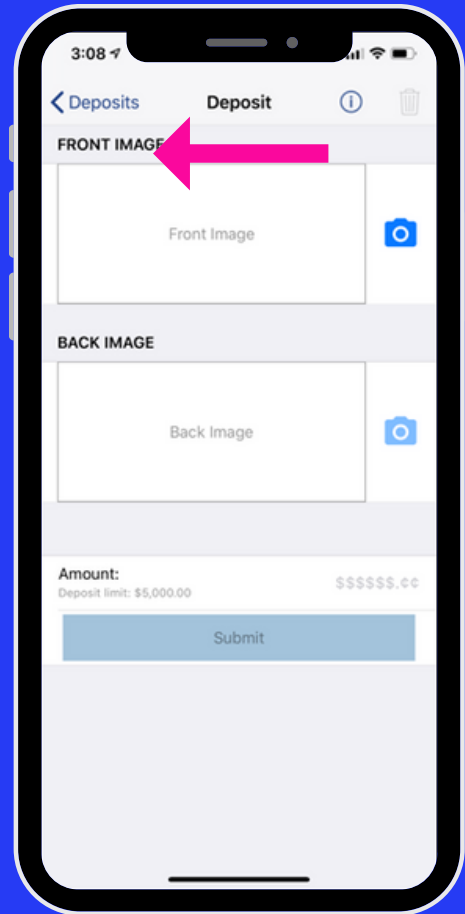 3:08
Deposits Deposit
FRONT IMAGE
Front Image
BACK IMAGE
Back Image
Amount:
$$$$$$.¢¢
Deposit limit: $5,000.00
Submit